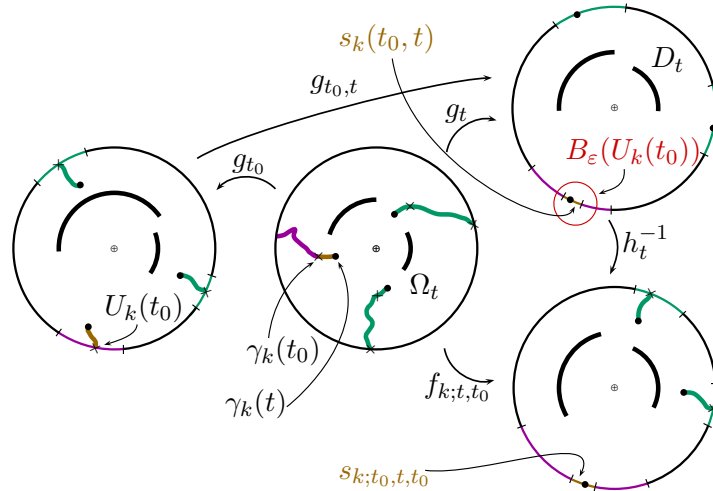 s_k(t_0, t)
D_t
g_{t_0,t}
g_t
B_ε(U_k(t_0))
g_{t_0}
h_t^{-1}
U_k(t_0)
Ω_t
γ_k(t_0)
f_{k;t,t_0}
γ_k(t)
s_{k;t_0,t,t_0}